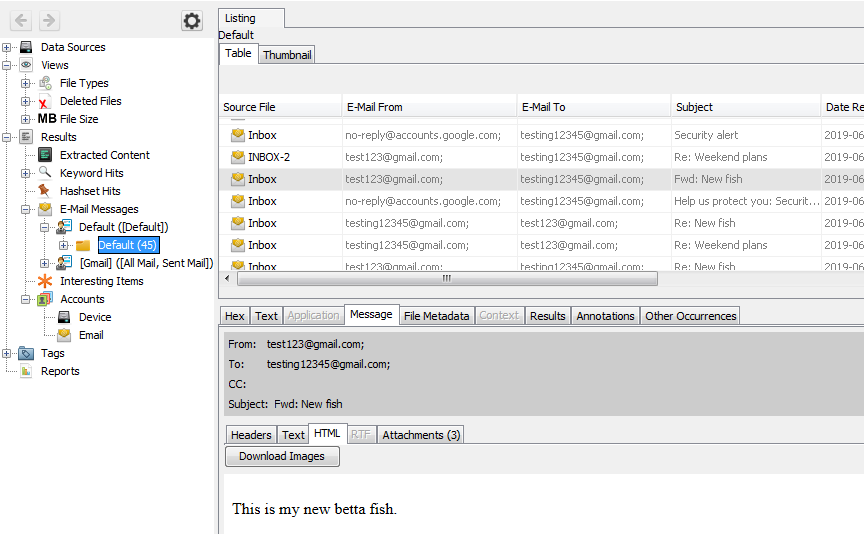 Data Sources
Views
File Types
Deleted Files
MB File Size
Results
Extracted Content
Keyword Hits
Hashset Hits
E-Mail Messages
Default ([Default])
Default (45)
[Gmail] ([All Mail, Sent Mail])
Interesting Items
Accounts
Device
Email
Tags
Reports
Listing
Default
Table Thumbnail
Source File E-Mail From E-Mail To Subject Date Re
Inbox no-reply@accounts.google.com; testing12345@gmail.com; Security alert 2019-06
INBOX-2 test123@gmail.com; testing12345@gmail.com; Re: Weekend plans 2019-06
Inbox test123@gmail.com; testing12345@gmail.com; Fwd: New fish 2019-06
Inbox no-reply@accounts.google.com; testing12345@gmail.com; Help us protect you: Securit... 2019-06
Inbox testing12345@gmail.com; test123@gmail.com; Re: New fish 2019-06
Inbox testing12345@gmail.com; test123@gmail.com; Re: Weekend plans 2019-06
Inbox testing12345@gmail.com; test123@gmail.com; Re: New fish 2019-06
Hex Text Application Message File Metadata Context Results Annotations Other Occurrences
From: test123@gmail.com;
To: testing12345@gmail.com;
CC:
Subject: Fwd: New fish
Headers Text HTML RTF Attachments (3)
Download Images
This is my new betta fish.